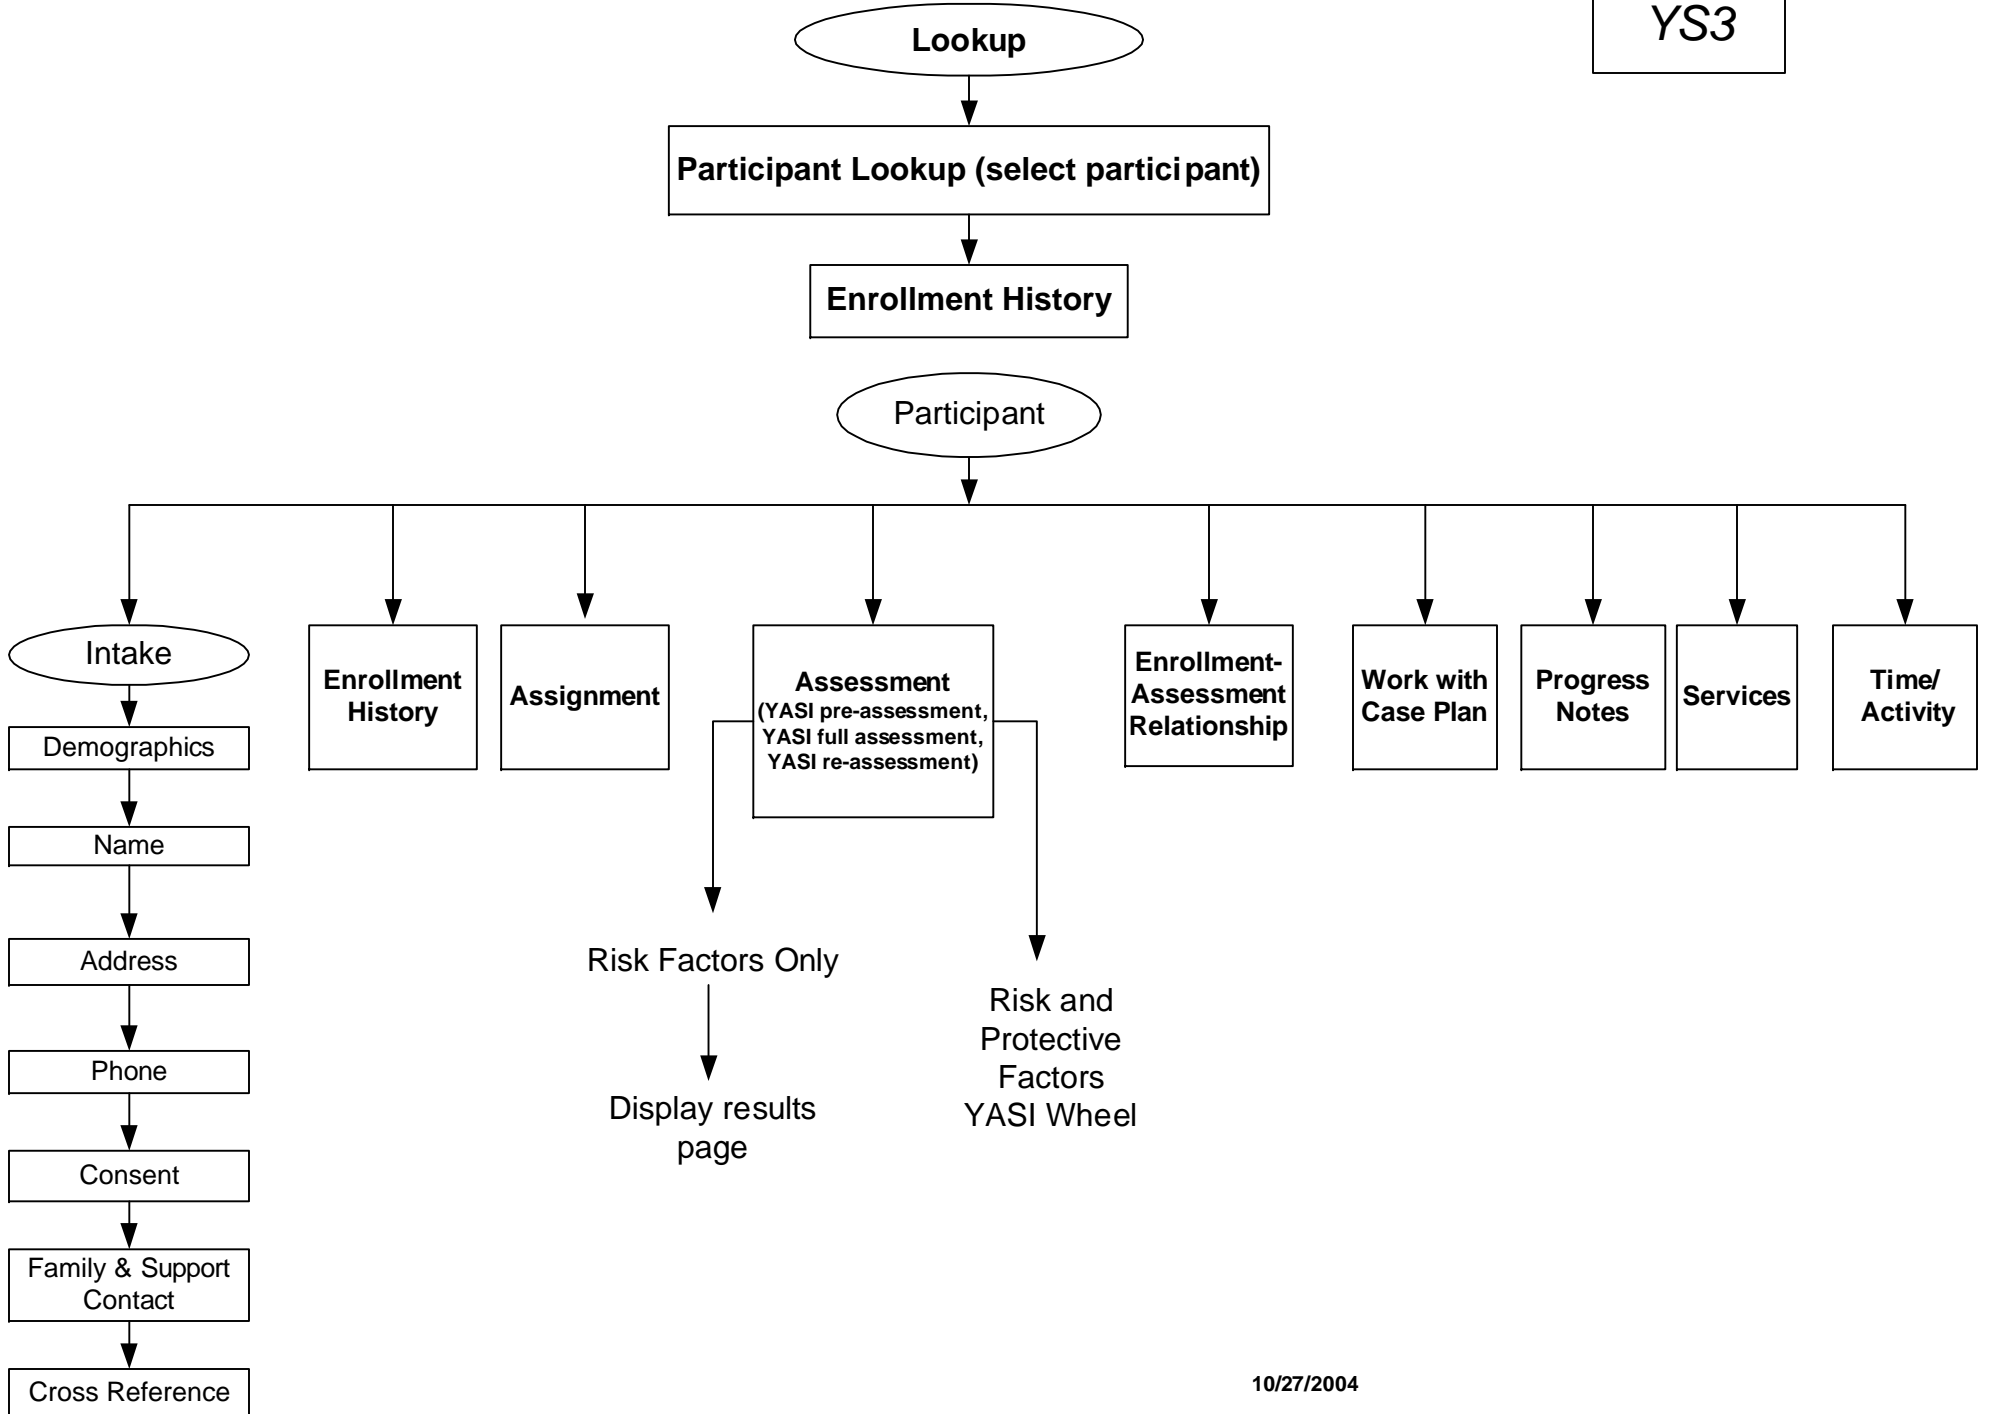 YS3
Lookup
Participant Lookup (select participant)
Enrollment History
Participant
Intake
Demographics
Name
Address
Phone
Consent
Family & Support
Contact
Cross Reference
Enrollment
History
Assignment
Assessment
(YASI pre-assessment,
YASI full assessment,
YASI re-assessment)
Risk Factors Only
Display results
page
Risk and
Protective
Factors
YASI Wheel
Enrollment-
Assessment
Relationship
Work with
Case Plan
Progress
Notes
Services
Time/
Activity
10/27/2004